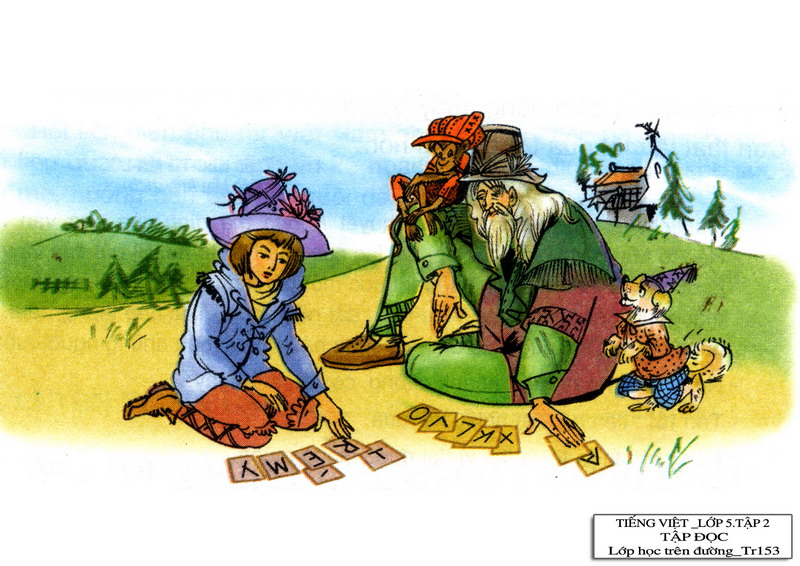 O V L K X
R
Y M É R T
TIẾNG VIỆT _LỚP 5.TẬP 2
TẬP ĐỌC
Lớp học trên đường_Tr153